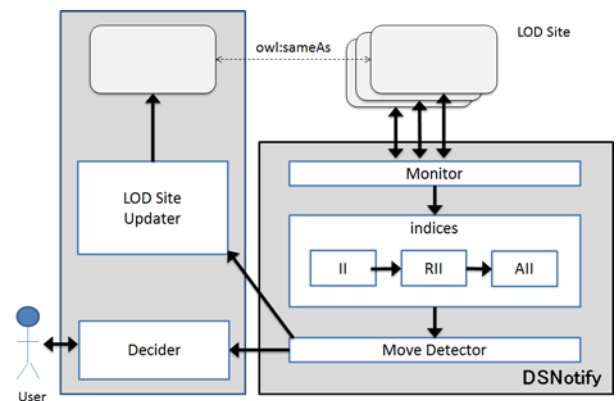 owl:sameAs
LOD Site
LOD Site
Updater
Monitor
indices
II
RII
AII
Decider
Move Detector
DSNotify
User